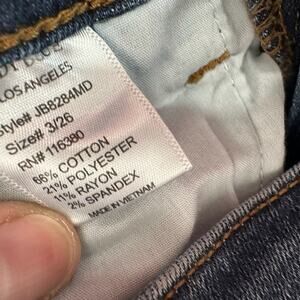 LOS ANGELES
Style# JB8284MD
Size# 3/26
RN# 116380
66% COTTON
21% POLYESTER
11% RAYON
2% SPANDEX
MADE IN VIETNAM